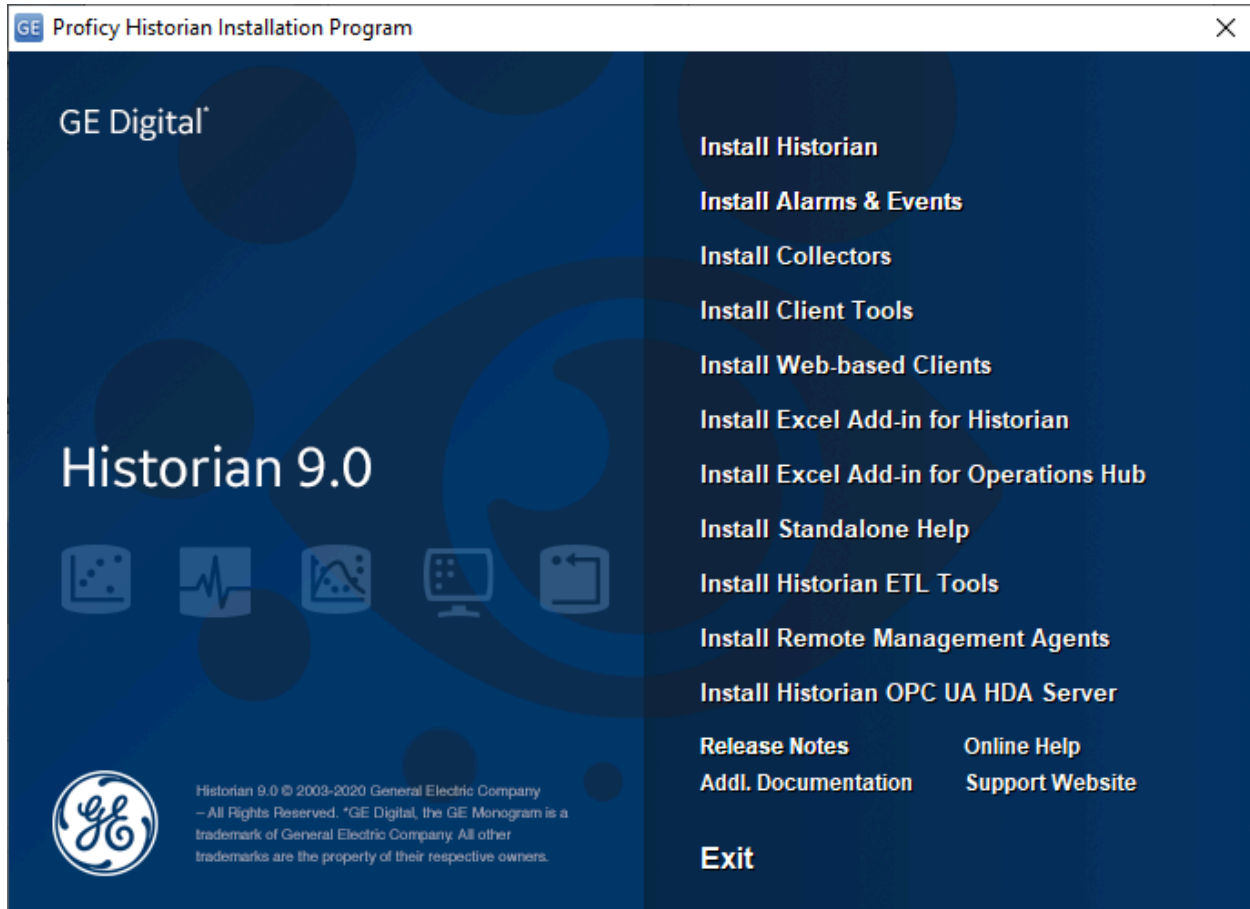 GE Proficy Historian Installation Program
GE Digital*
Historian 9.0
Historian 9.0 © 2003-2020 General Electric Company
– All Rights Reserved. *GE Digital, the GE Monogram is a
trademark of General Electric Company. All other
trademarks are the property of their respective owners.
GE
Install Historian
Install Alarms & Events
Install Collectors
Install Client Tools
Install Web-based Clients
Install Excel Add-in for Historian
Install Excel Add-in for Operations Hub
Install Standalone Help
Install Historian ETL Tools
Install Remote Management Agents
Install Historian OPC UA HDA Server
Release Notes Online Help
Addl. Documentation Support Website
Exit